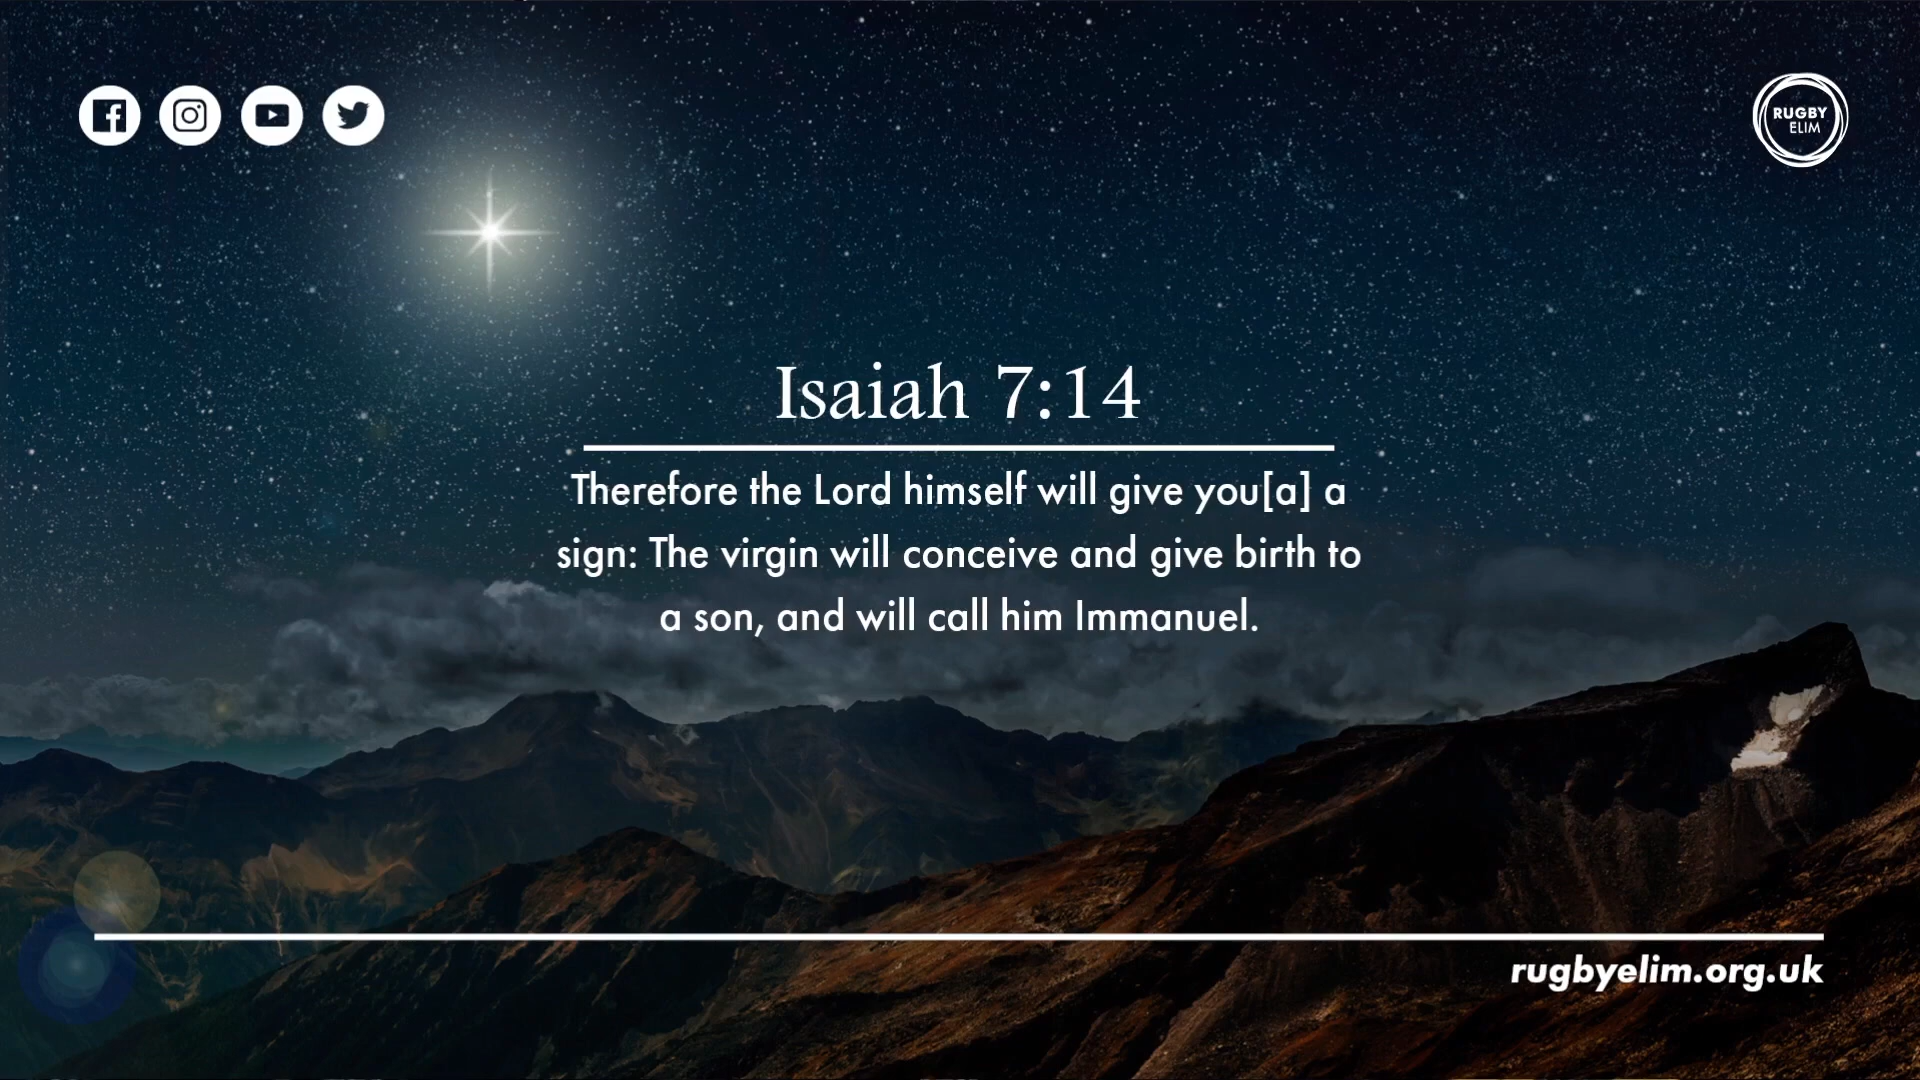 RUGBY
ELIM
Isaiah 7:14
Therefore the Lord himself will give you[a] a
sign: The virgin will conceive and give birth to
a son, and will call him Immanuel.
rugbyelim.org.uk